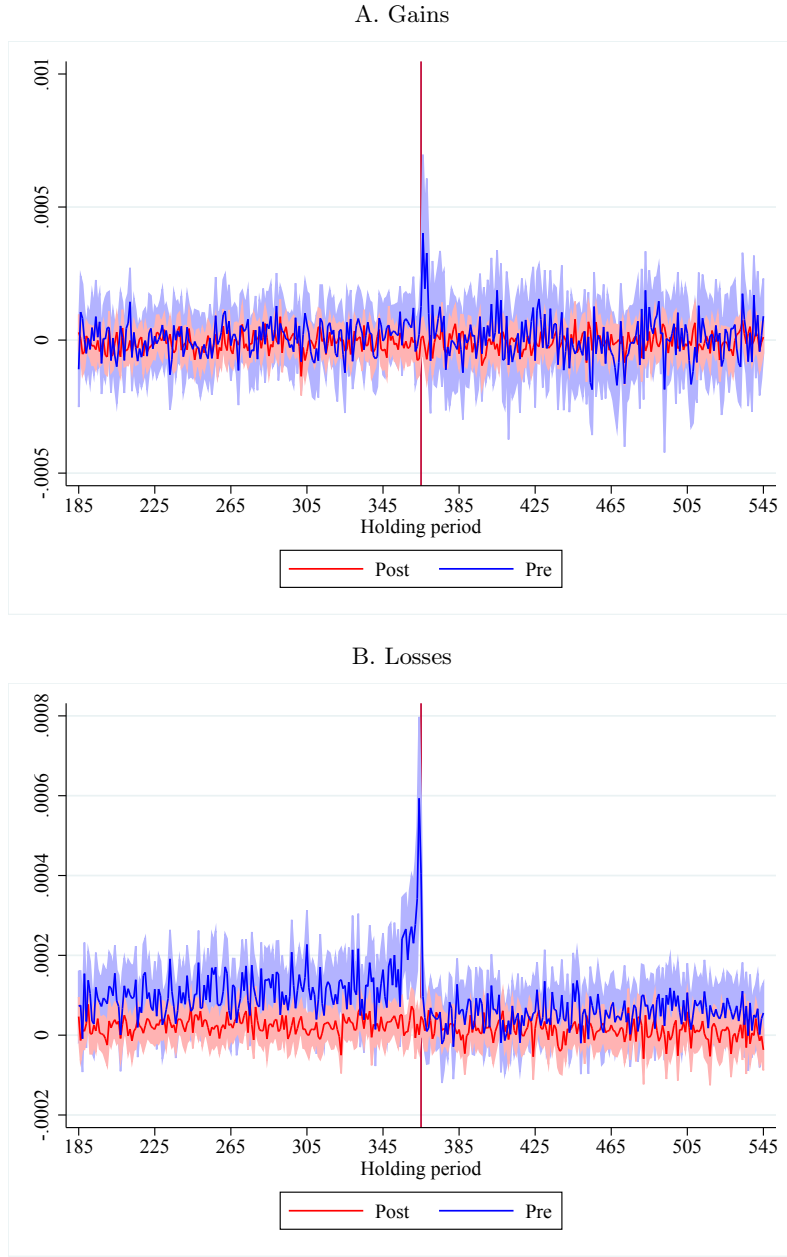 A. Gains
.001
.0005
0
-.0005
185 225 265 305 345 385 425 465 505 545
Holding period
Post Pre
B. Losses
.0008
.0006
.0004
.0002
0
-.0002
185 225 265 305 345 385 425 465 505 545
Holding period
Post Pre